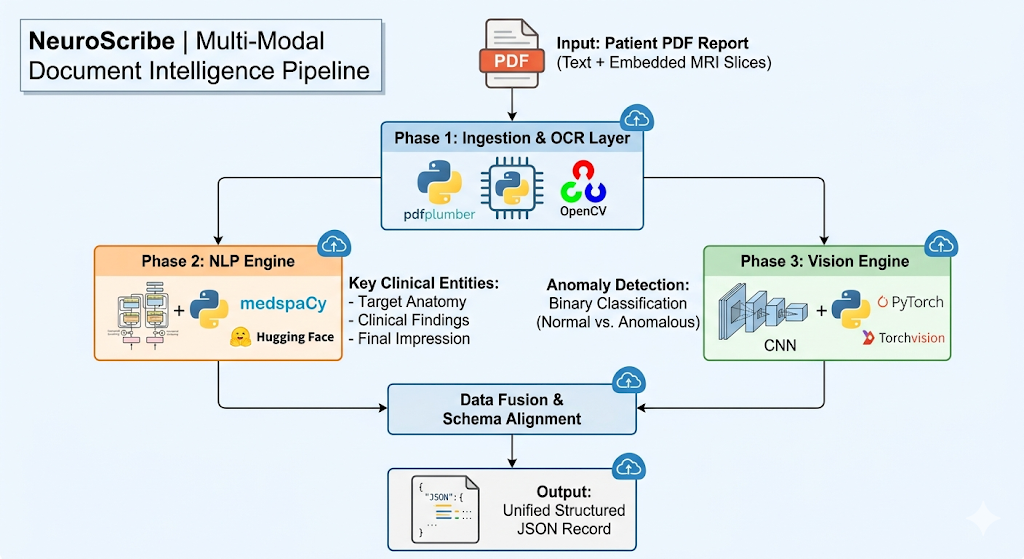 NeuroScribe | Multi-Modal
Document Intelligence Pipeline
PDF
Input: Patient PDF Report
(Text + Embedded MRI Slices)
Phase 1: Ingestion & OCR Layer
pdfplumber
OpenCV
Phase 2: NLP Engine
+
medspaCy
Hugging Face
Key Clinical Entities:
- Target Anatomy
- Clinical Findings
- Final Impression
Anomaly Detection:
Binary Classification
(Normal vs. Anomalous)
Phase 3: Vision Engine
CNN
+
PyTorch
Torchvision
Data Fusion &
Schema Alignment
{
"JSON":{
...
...
}
Output:
Unified Structured
JSON Record